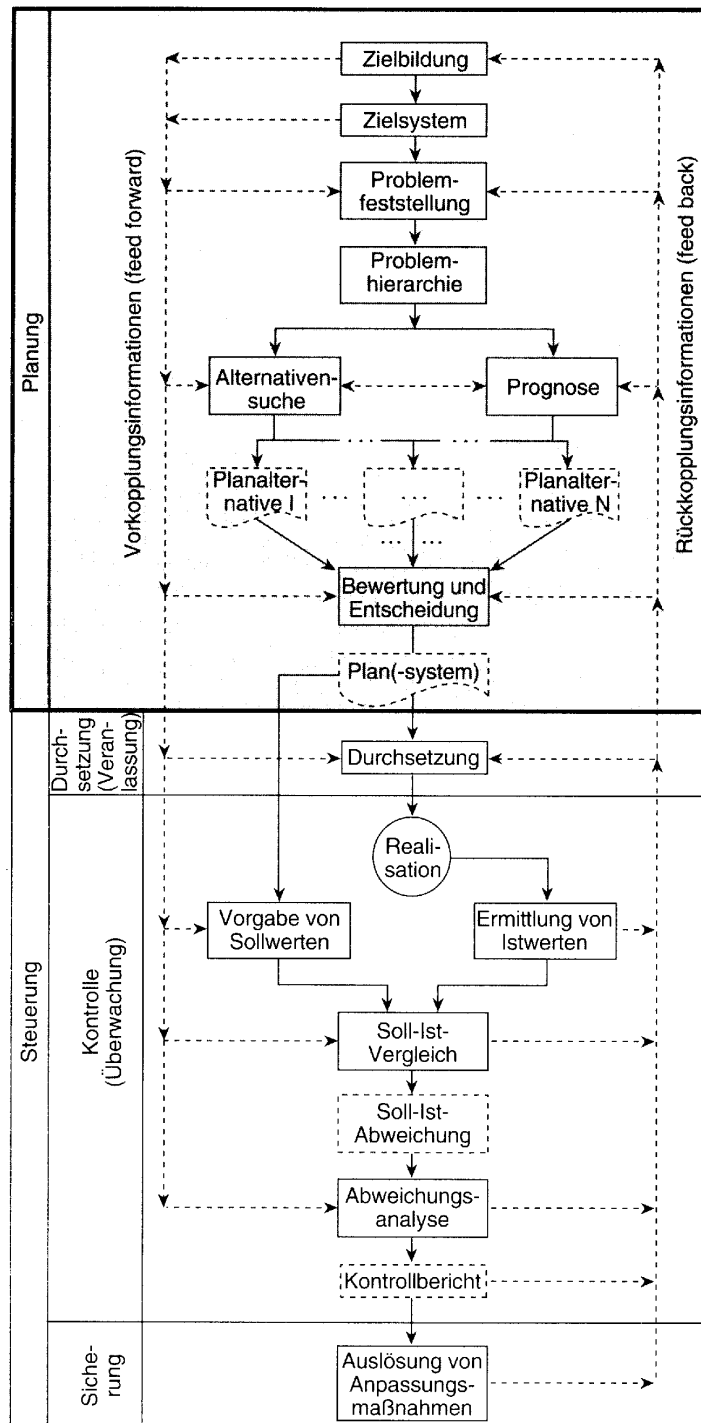 Planung
Vorkopplungsinformationen (feed forward)
Rückkopplungsinformationen (feed back)
Zielbildung
Zielsystem
Problem-
feststellung
Problem-
hierarchie
Alternativen-
suche
Prognose
... ...
Planalter-
native I
...
...
...
Planalter-
native N
... ...
Bewertung und
Entscheidung
Plan(-system)
Steuerung
Durch-
setzung
(Veran-
lassung)
Durchsetzung
Kontrolle
(Überwachung)
Reali-
sation
Vorgabe von
Sollwerten
Ermittlung von
Istwerten
Soll-Ist-
Vergleich
Soll-Ist-
Abweichung
Abweichungs-
analyse
Kontrollbericht
Siche-
rung
Auslösung von
Anpassungs-
maßnahmen